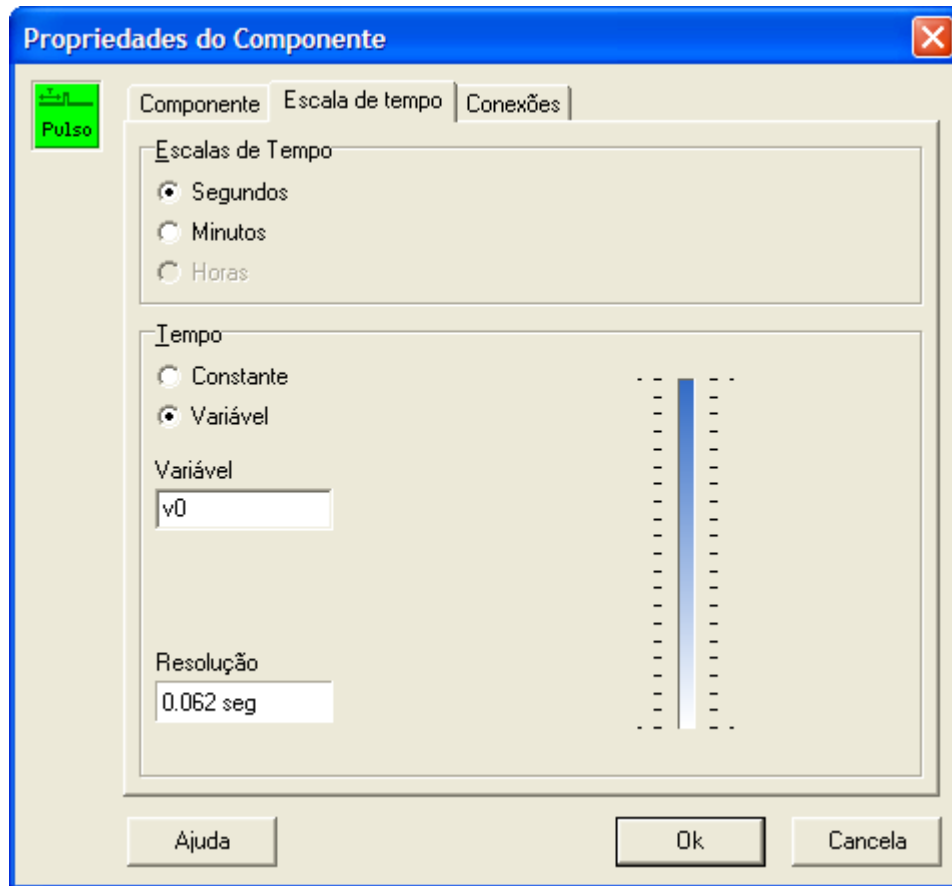 Propriedades do Componente
T
Pulso
Componente
Escala de tempo
Conexões
Escalas de Tempo
Segundos
Minutos
Horas
Tempo
Constante
Variável
Variável
v0
Resolução
0.062 seg
Ajuda
Ok
Cancela